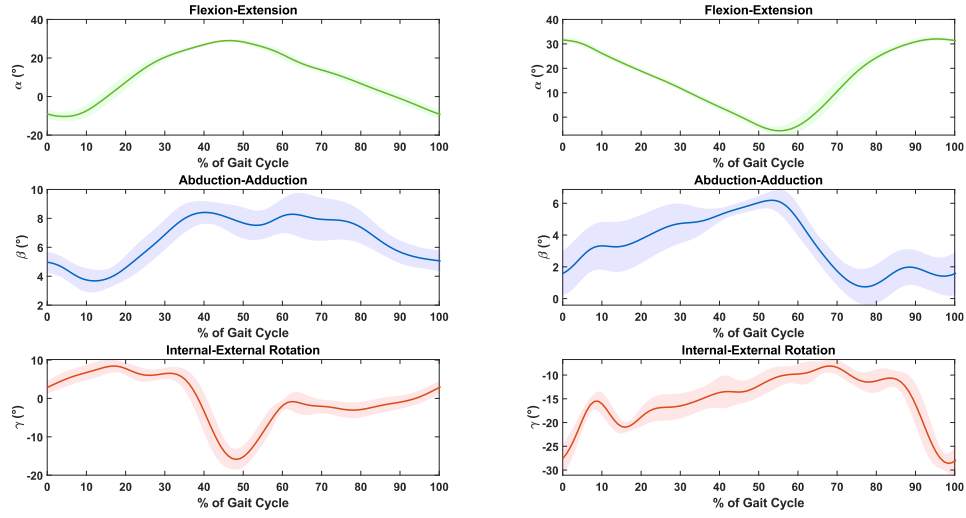 Flexion-Extension
40
20
0
-20
α (°)
0 10 20 30 40 50 60 70 80 90 100
% of Gait Cycle
Abduction-Adduction
10
8
6
4
2
β (°)
0 10 20 30 40 50 60 70 80 90 100
% of Gait Cycle
Internal-External Rotation
10
0
-10
-20
γ (°)
0 10 20 30 40 50 60 70 80 90 100
% of Gait Cycle
Flexion-Extension
40
30
20
10
0
α (°)
0 10 20 30 40 50 60 70 80 90 100
% of Gait Cycle
Abduction-Adduction
6
4
2
0
β (°)
0 10 20 30 40 50 60 70 80 90 100
% of Gait Cycle
Internal-External Rotation
-10
-15
-20
-25
-30
γ (°)
0 10 20 30 40 50 60 70 80 90 100
% of Gait Cycle